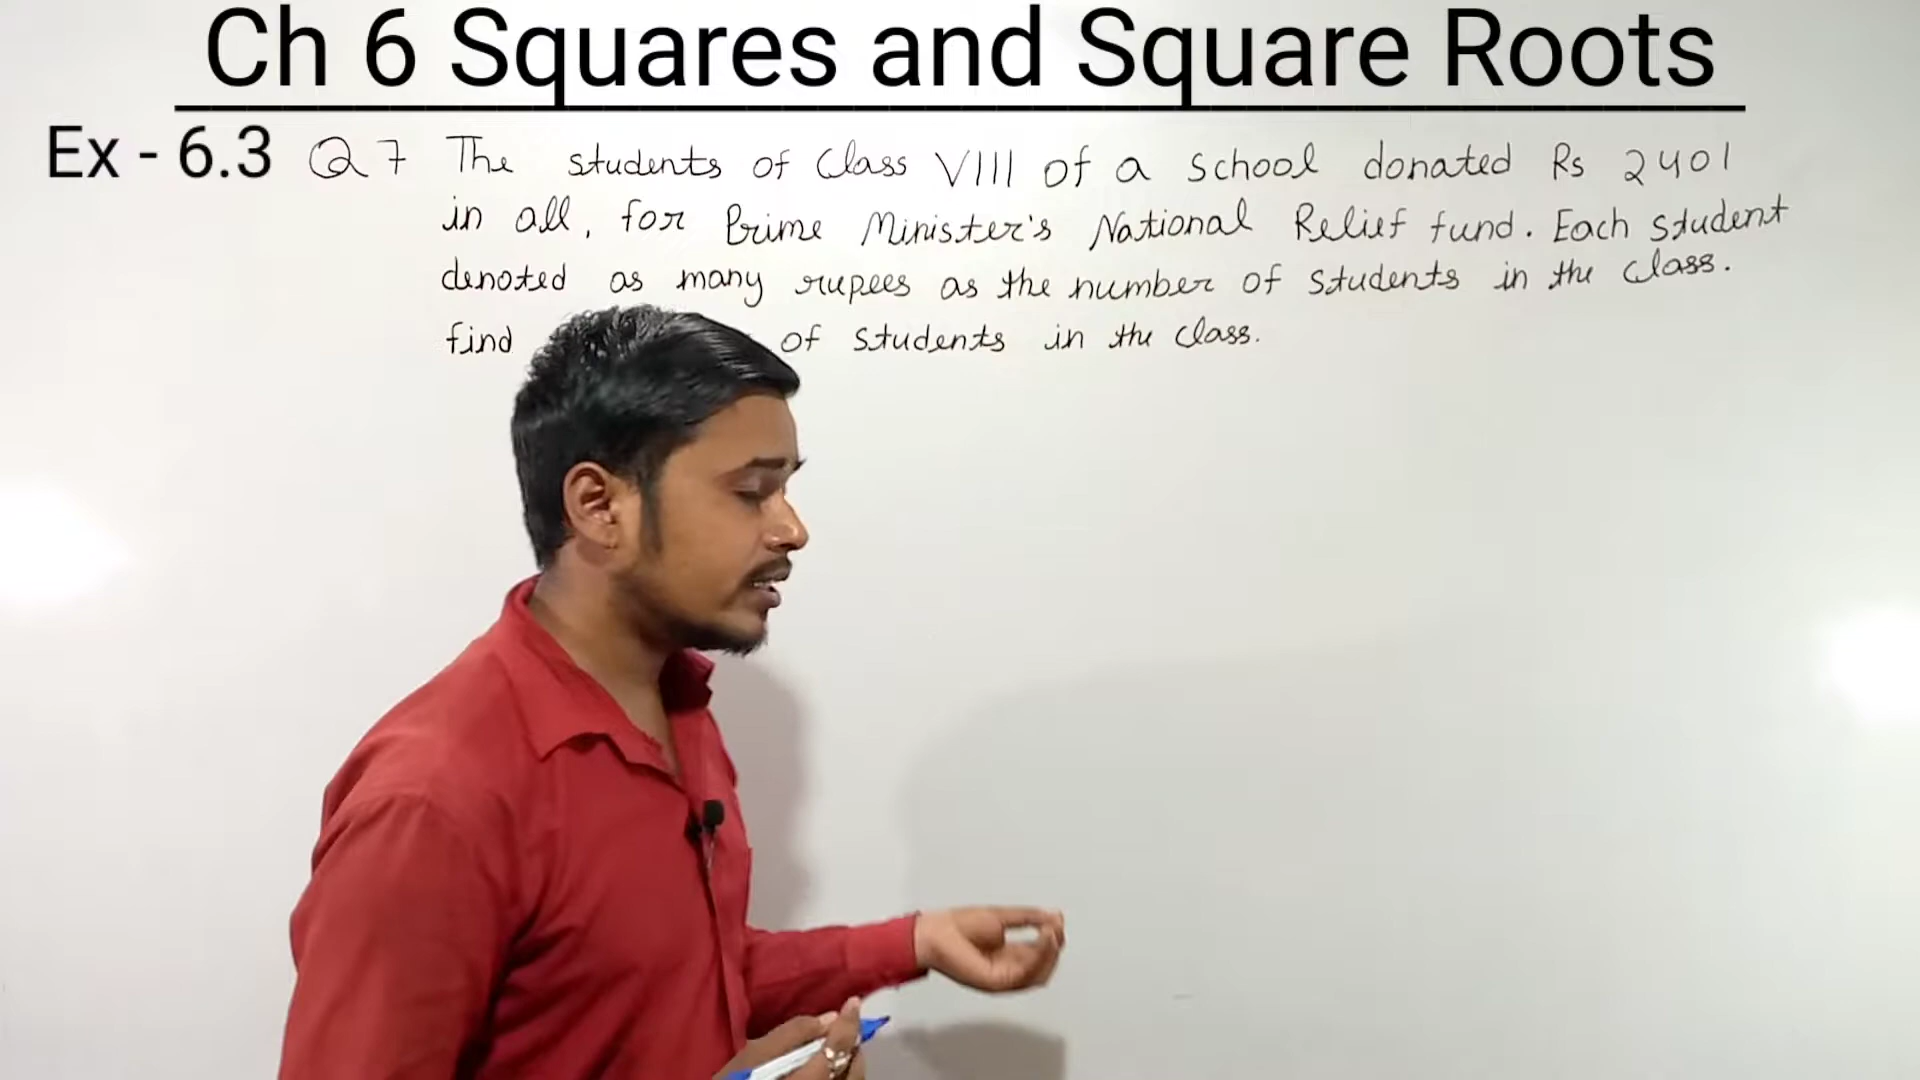 Ch 6 Squares and Square Roots
Ex - 6.3 Q 7 The students of Class VIII of a school donated Rs 2401
in all, for Prime Minister's National Relief fund. Each student
denoted as many rupees as the number of students in the class.
find of students in the class.